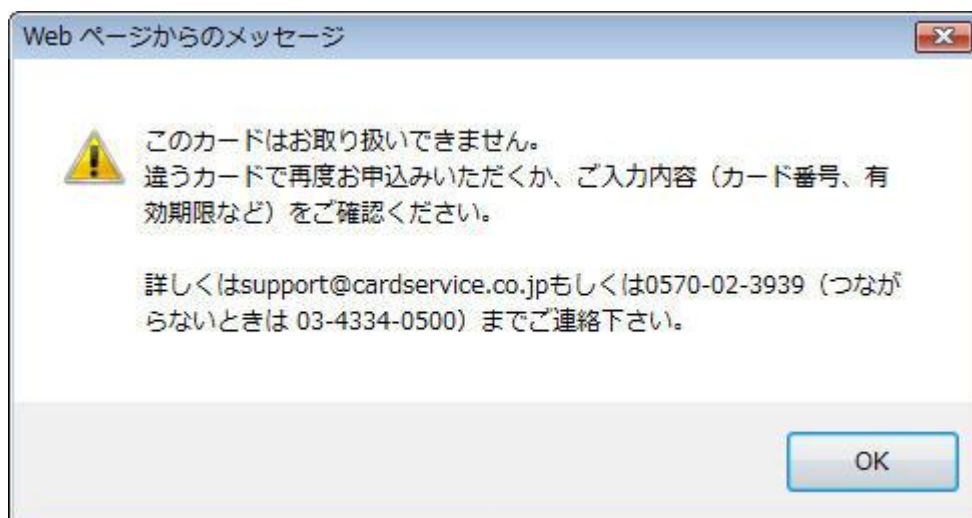 Web ページからのメッセージ
このカードはお取り扱いできません。
違うカードで再度お申込みいただくか、ご入力内容（カード番号、有
効期限など）をご確認ください。
詳しくはsupport@cardservice.co.jpもしくは0570-02-3939（つなが
らないときは 03-4334-0500）までご連絡下さい。
OK